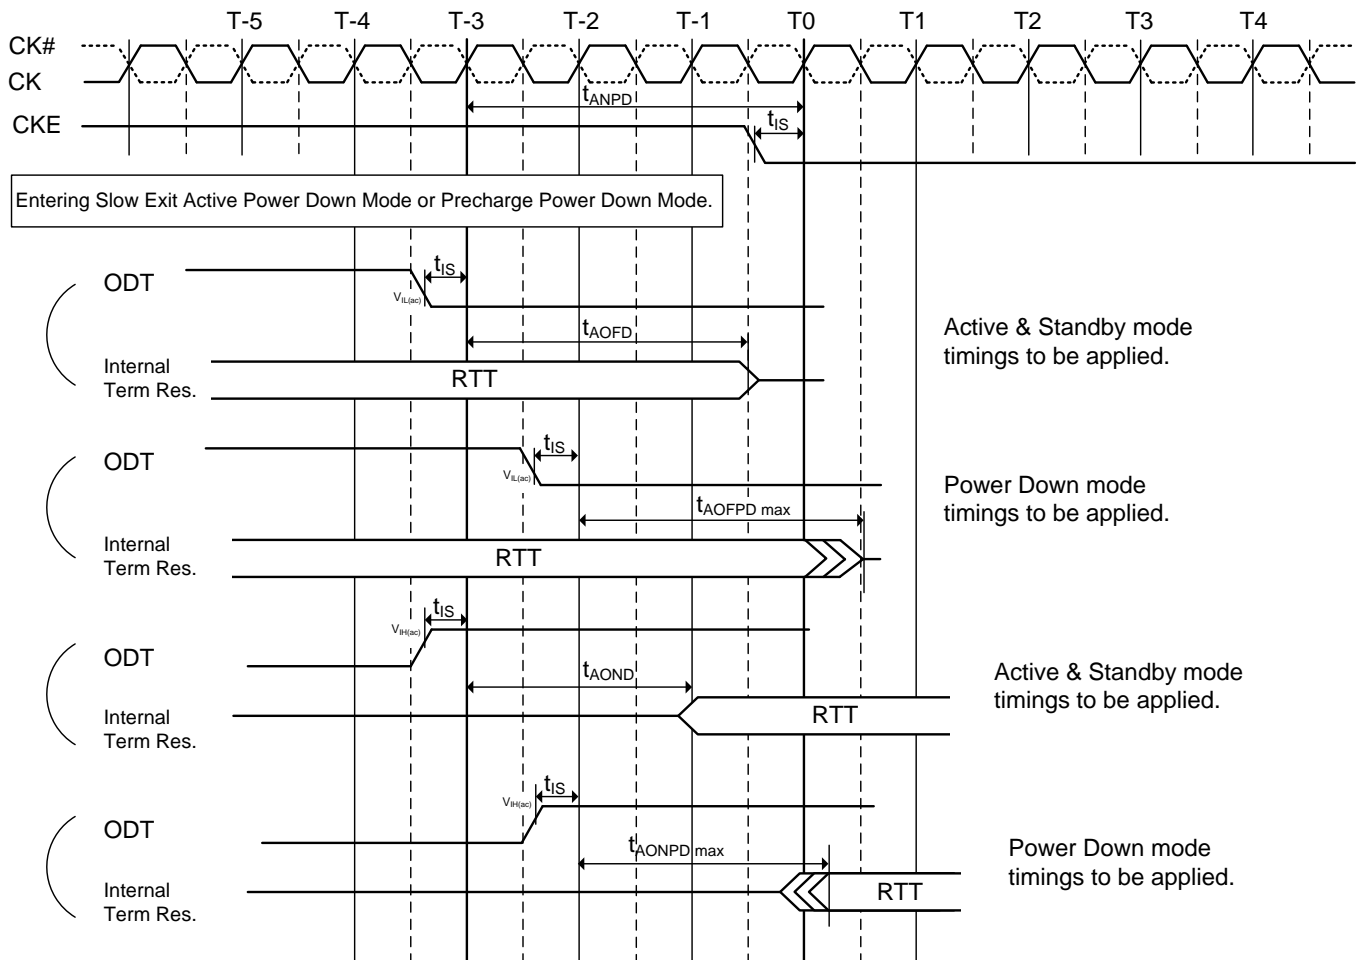 T-5 T-4 T-3 T-2 T-1 T0 T1 T2 T3 T4
CK#
CK
tANPD
CKE
tIS
Entering Slow Exit Active Power Down Mode or Precharge Power Down Mode.
ODT
tIS
VIL(ac)
tAOFD
Internal
Term Res.
RTT
Active & Standby mode
timings to be applied.
ODT
tIS
VIL(ac)
tAOFPD max
Internal
Term Res.
RTT
Power Down mode
timings to be applied.
ODT
tIS
VIH(ac)
tAOND
Internal
Term Res.
RTT
Active & Standby mode
timings to be applied.
ODT
tIS
VIH(ac)
tAONPD max
Internal
Term Res.
RTT
Power Down mode
timings to be applied.